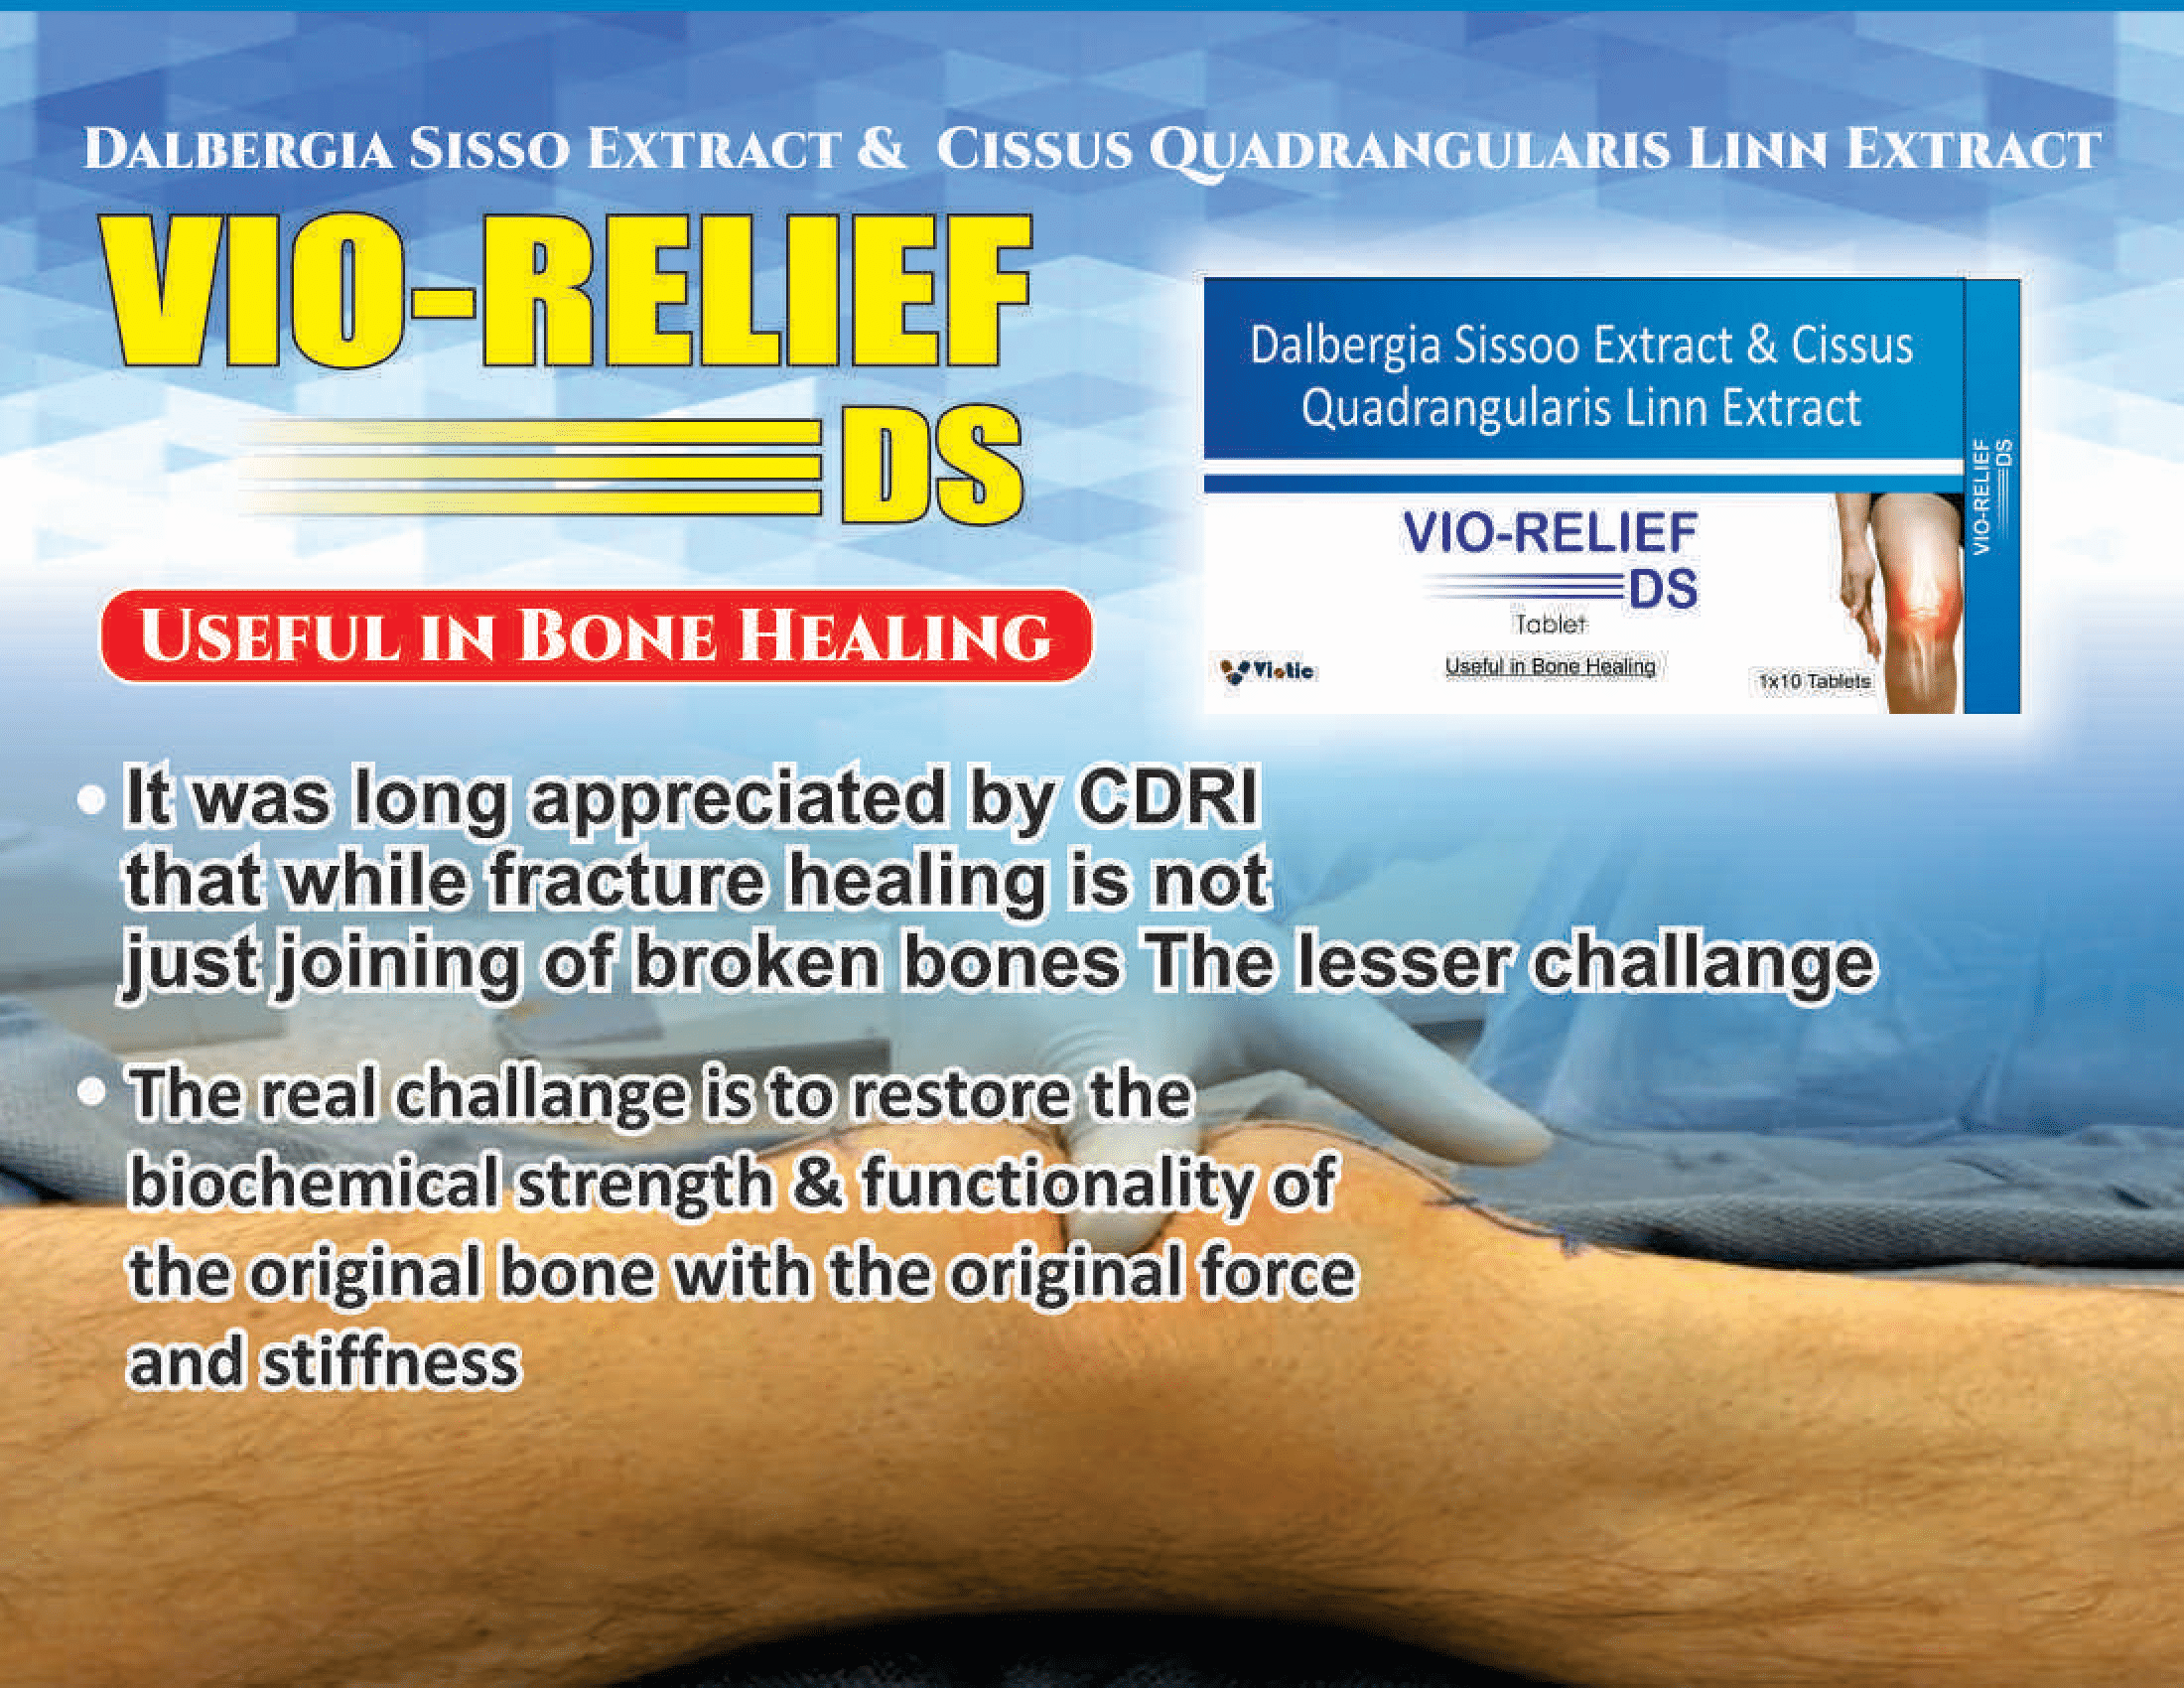 DALBERGIA SISSO EXTRACT & CISSUS QUADRANGULARIS LINN EXTRACT
VIO-RELIEF
DS
USEFUL IN BONE HEALING
Dalbergia Sissoo Extract & Cissus
Quadrangularis Linn Extract
VIO-RELIEF
DS
Tablet
Useful in Bone Healing
Viotic
1x10 Tablets
VIO-RELIEF
DS
• It was long appreciated by CDRI
that while fracture healing is not
just joining of broken bones The lesser challange
• The real challange is to restore the
biochemical strength & functionality of
the original bone with the original force
and stiffness